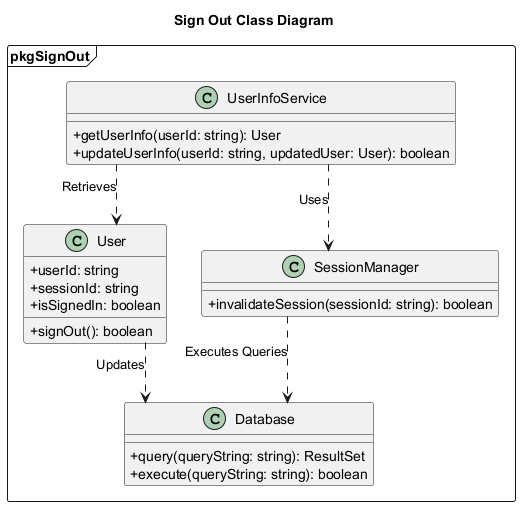 Sign Out Class Diagram
pkgSignOut
C UserInfoService
+getUserInfo(userId: string): User
+updateUserInfo(userId: string, updatedUser: User): boolean
Retrieves
Uses
C User
+userId: string
+sessionId: string
+isSignedIn: boolean
+signOut(): boolean
C SessionManager
+invalidateSession(sessionId: string): boolean
Updates
Executes Queries
C Database
+query(queryString: string): ResultSet
+execute(queryString: string): boolean